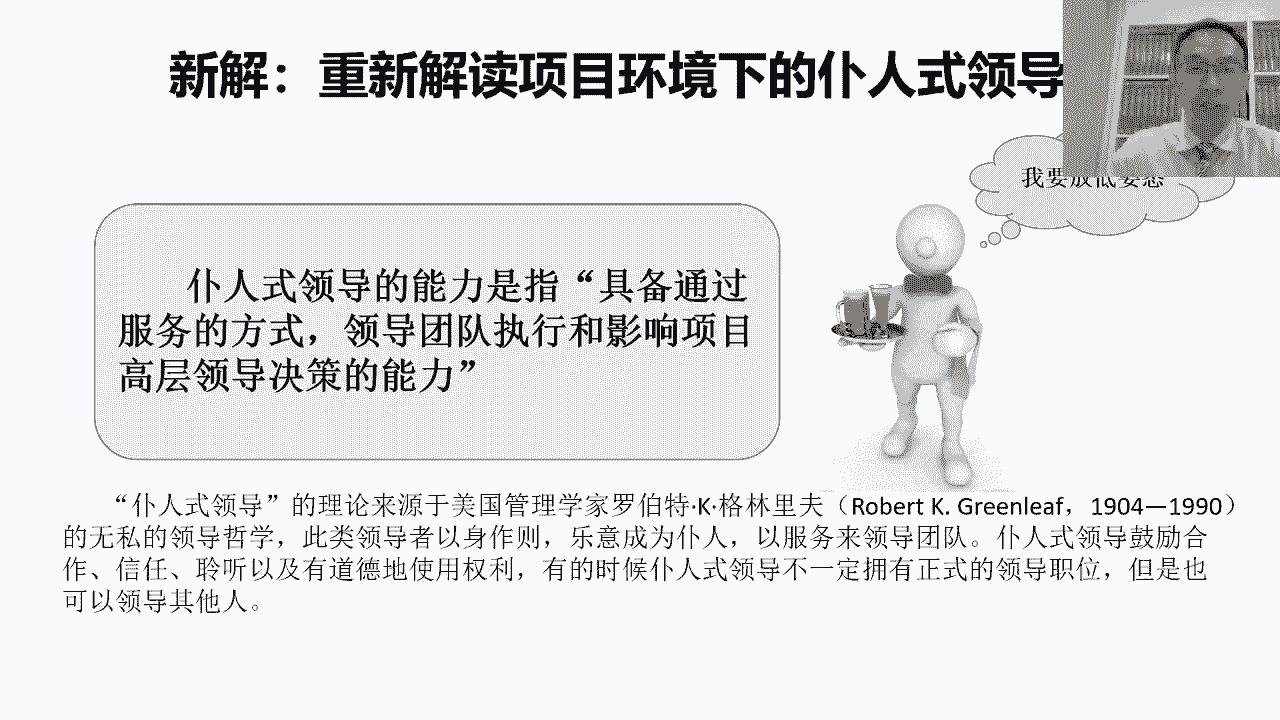 新解：重新解读项目环境下的仆人式领导
我要放低姿态
仆人式领导的能力是指“具备通过
服务的方式，领导团队执行和影响项目
高层领导决策的能力”
“仆人式领导”的理论来源于美国管理学家罗伯特·K·格林里夫（Robert K. Greenleaf，1904—1990）
的无私的领导哲学，此类领导者以身作则，乐意成为仆人，以服务来领导团队。仆人式领导鼓励合
作、信任、聆听以及有道德地使用权利，有的时候仆人式领导不一定拥有正式的领导职位，但是也
可以领导其他人。